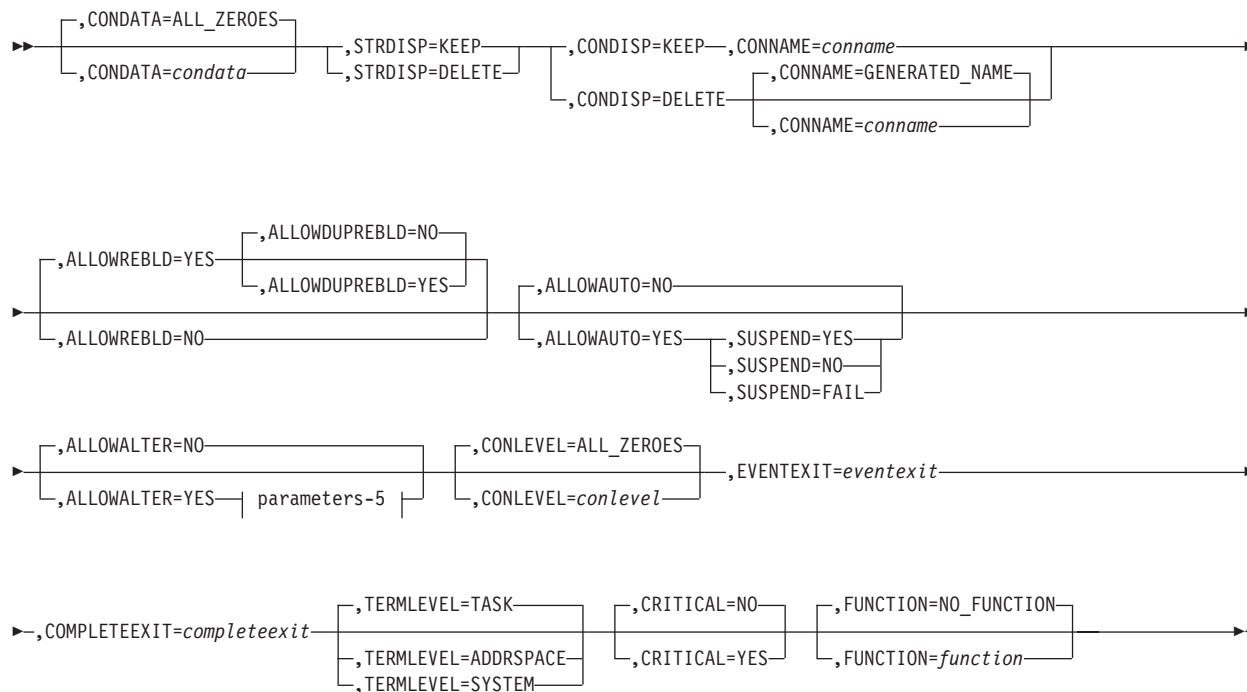 ,CONDATA=ALL_ZEROES
,CONDATA=condata
,STRDISP=KEEP
,STRDISP=DELETE
,CONDISP=KEEP ,CONNAME=conname
,CONDISP=DELETE
,CONNAME=GENERATED_NAME
,CONNAME=conname
,ALLOWREBLD=YES
,ALLOWDUPREBLD=NO
,ALLOWDUPREBLD=YES
,ALLOWREBLD=NO
,ALLOWAUTO=NO
,ALLOWAUTO=YES
,SUSPEND=YES
,SUSPEND=NO
,SUSPEND=FAIL
,ALLOWALTER=NO
,ALLOWALTER=YES
parameters-5
,CONLEVEL=ALL_ZEROES
,CONLEVEL=conlevel
,EVENTEXIT=eventexit
,COMPLETEEXIT=completeexit
,TERMLEVEL=TASK
,TERMLEVEL=ADDRSPACE
,TERMLEVEL=SYSTEM
,CRITICAL=NO
,CRITICAL=YES
,FUNCTION=NO_FUNCTION
,FUNCTION=function